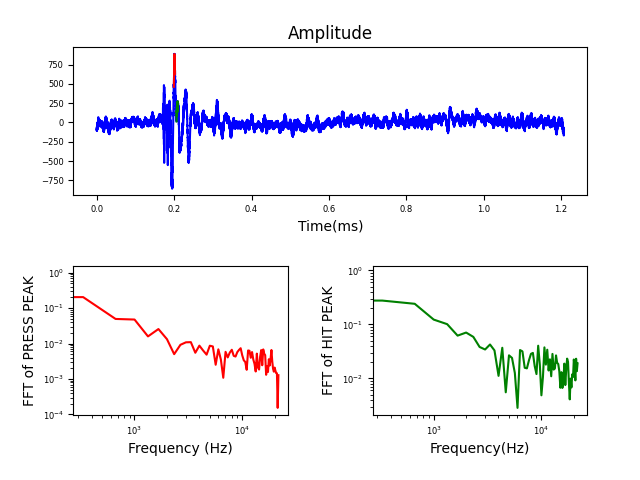 Amplitude
750
500
250
0
−250
−500
−750
0.0 0.2 0.4 0.6 0.8 1.0 1.2
Time(ms)
FFT of PRESS PEAK
10⁰
10⁻¹
10⁻²
10⁻³
10⁻⁴
10³ 10⁴
Frequency (Hz)
FFT of HIT PEAK
10⁰
10⁻¹
10⁻²
10³ 10⁴
Frequency(Hz)